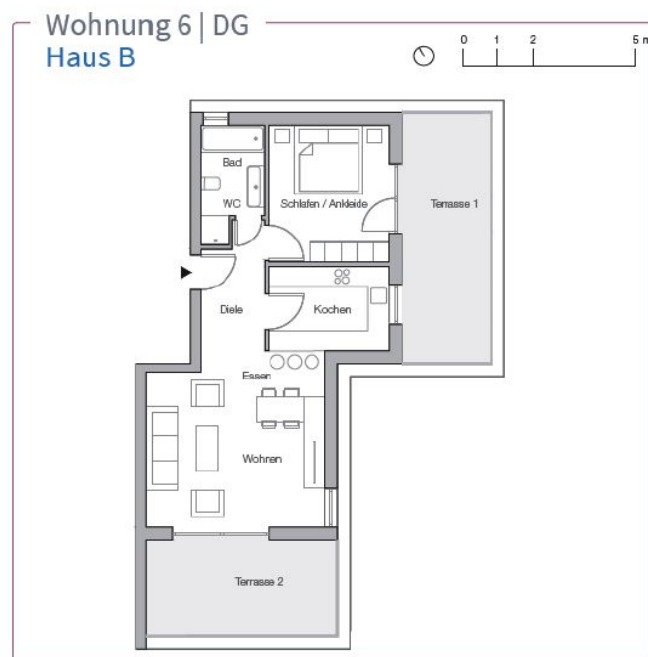 Wohnung 6 | DG
Haus B
0 1 2 5 m
Bad
WC
Schlafen / Ankleide
Terrasse 1
Diele
Kochen
Essen
Wohnen
Terrasse 2